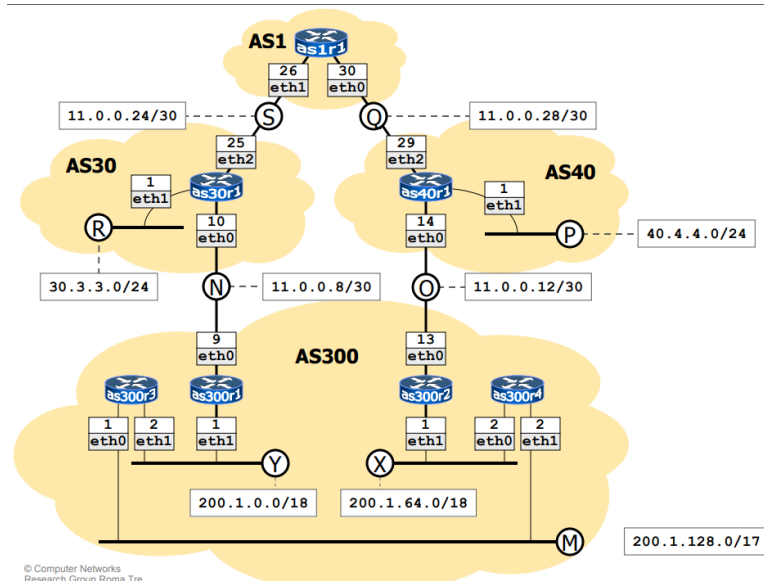 AS1
as1r1
26
eth1
30
eth0
11.0.0.24/30
S
Q
11.0.0.28/30
25
eth2
29
eth2
AS30
AS40
1
eth1
as30r1
as40r1
1
eth1
R
10
eth0
14
eth0
P
40.4.4.0/24
30.3.3.0/24
N
11.0.0.8/30
O
11.0.0.12/30
9
eth0
AS300
13
eth0
as300r3
as300r1
as300r2
as300r4
1
eth0
2
eth1
1
eth1
1
eth1
2
eth0
2
eth1
Y
X
200.1.0.0/18
200.1.64.0/18
M
200.1.128.0/17
© Computer Networks
Research Group Roma Tre